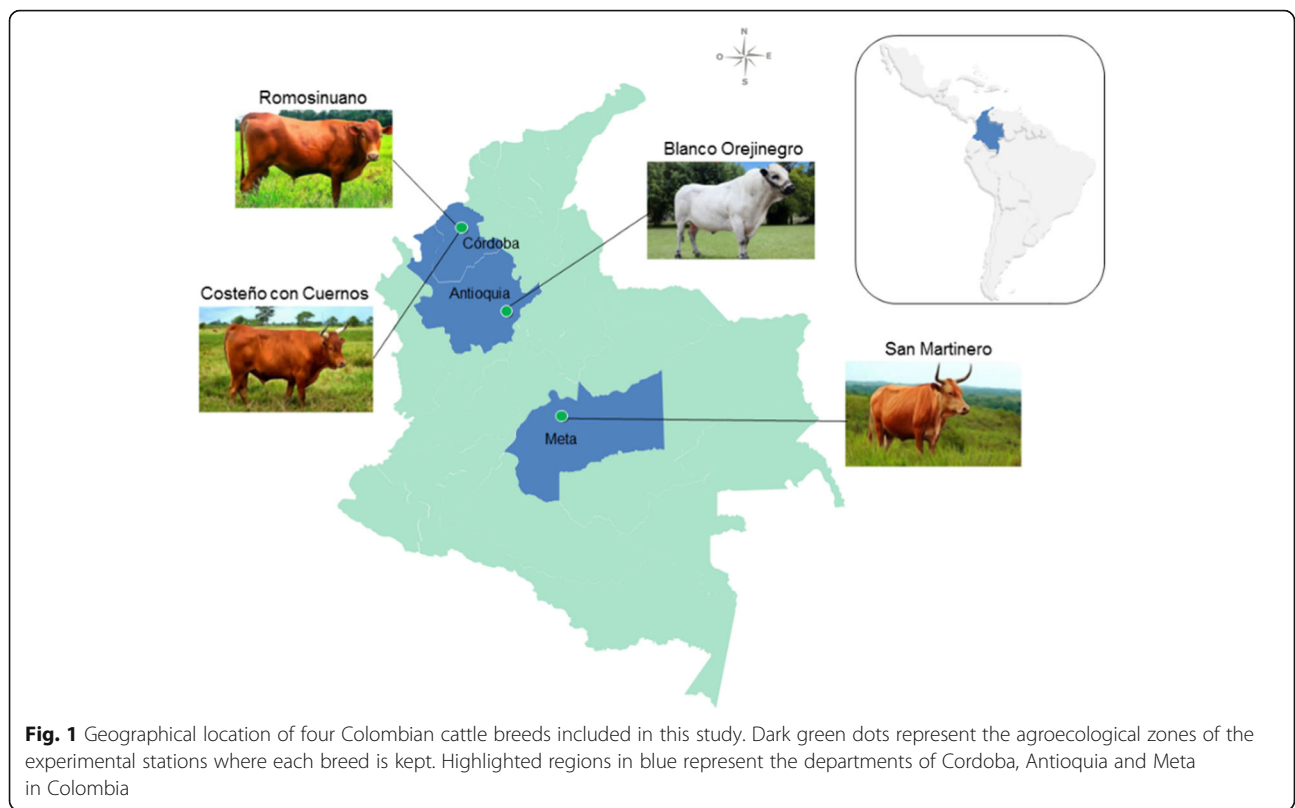 N
O E
S
Romosinuano
Blanco Orejinegro
Córdoba
Costeño con Cuernos
Antioquia
San Martinero
Meta
Fig. 1 Geographical location of four Colombian cattle breeds included in this study. Dark green dots represent the agroecological zones of the
experimental stations where each breed is kept. Highlighted regions in blue represent the departments of Cordoba, Antioquia and Meta
in Colombia